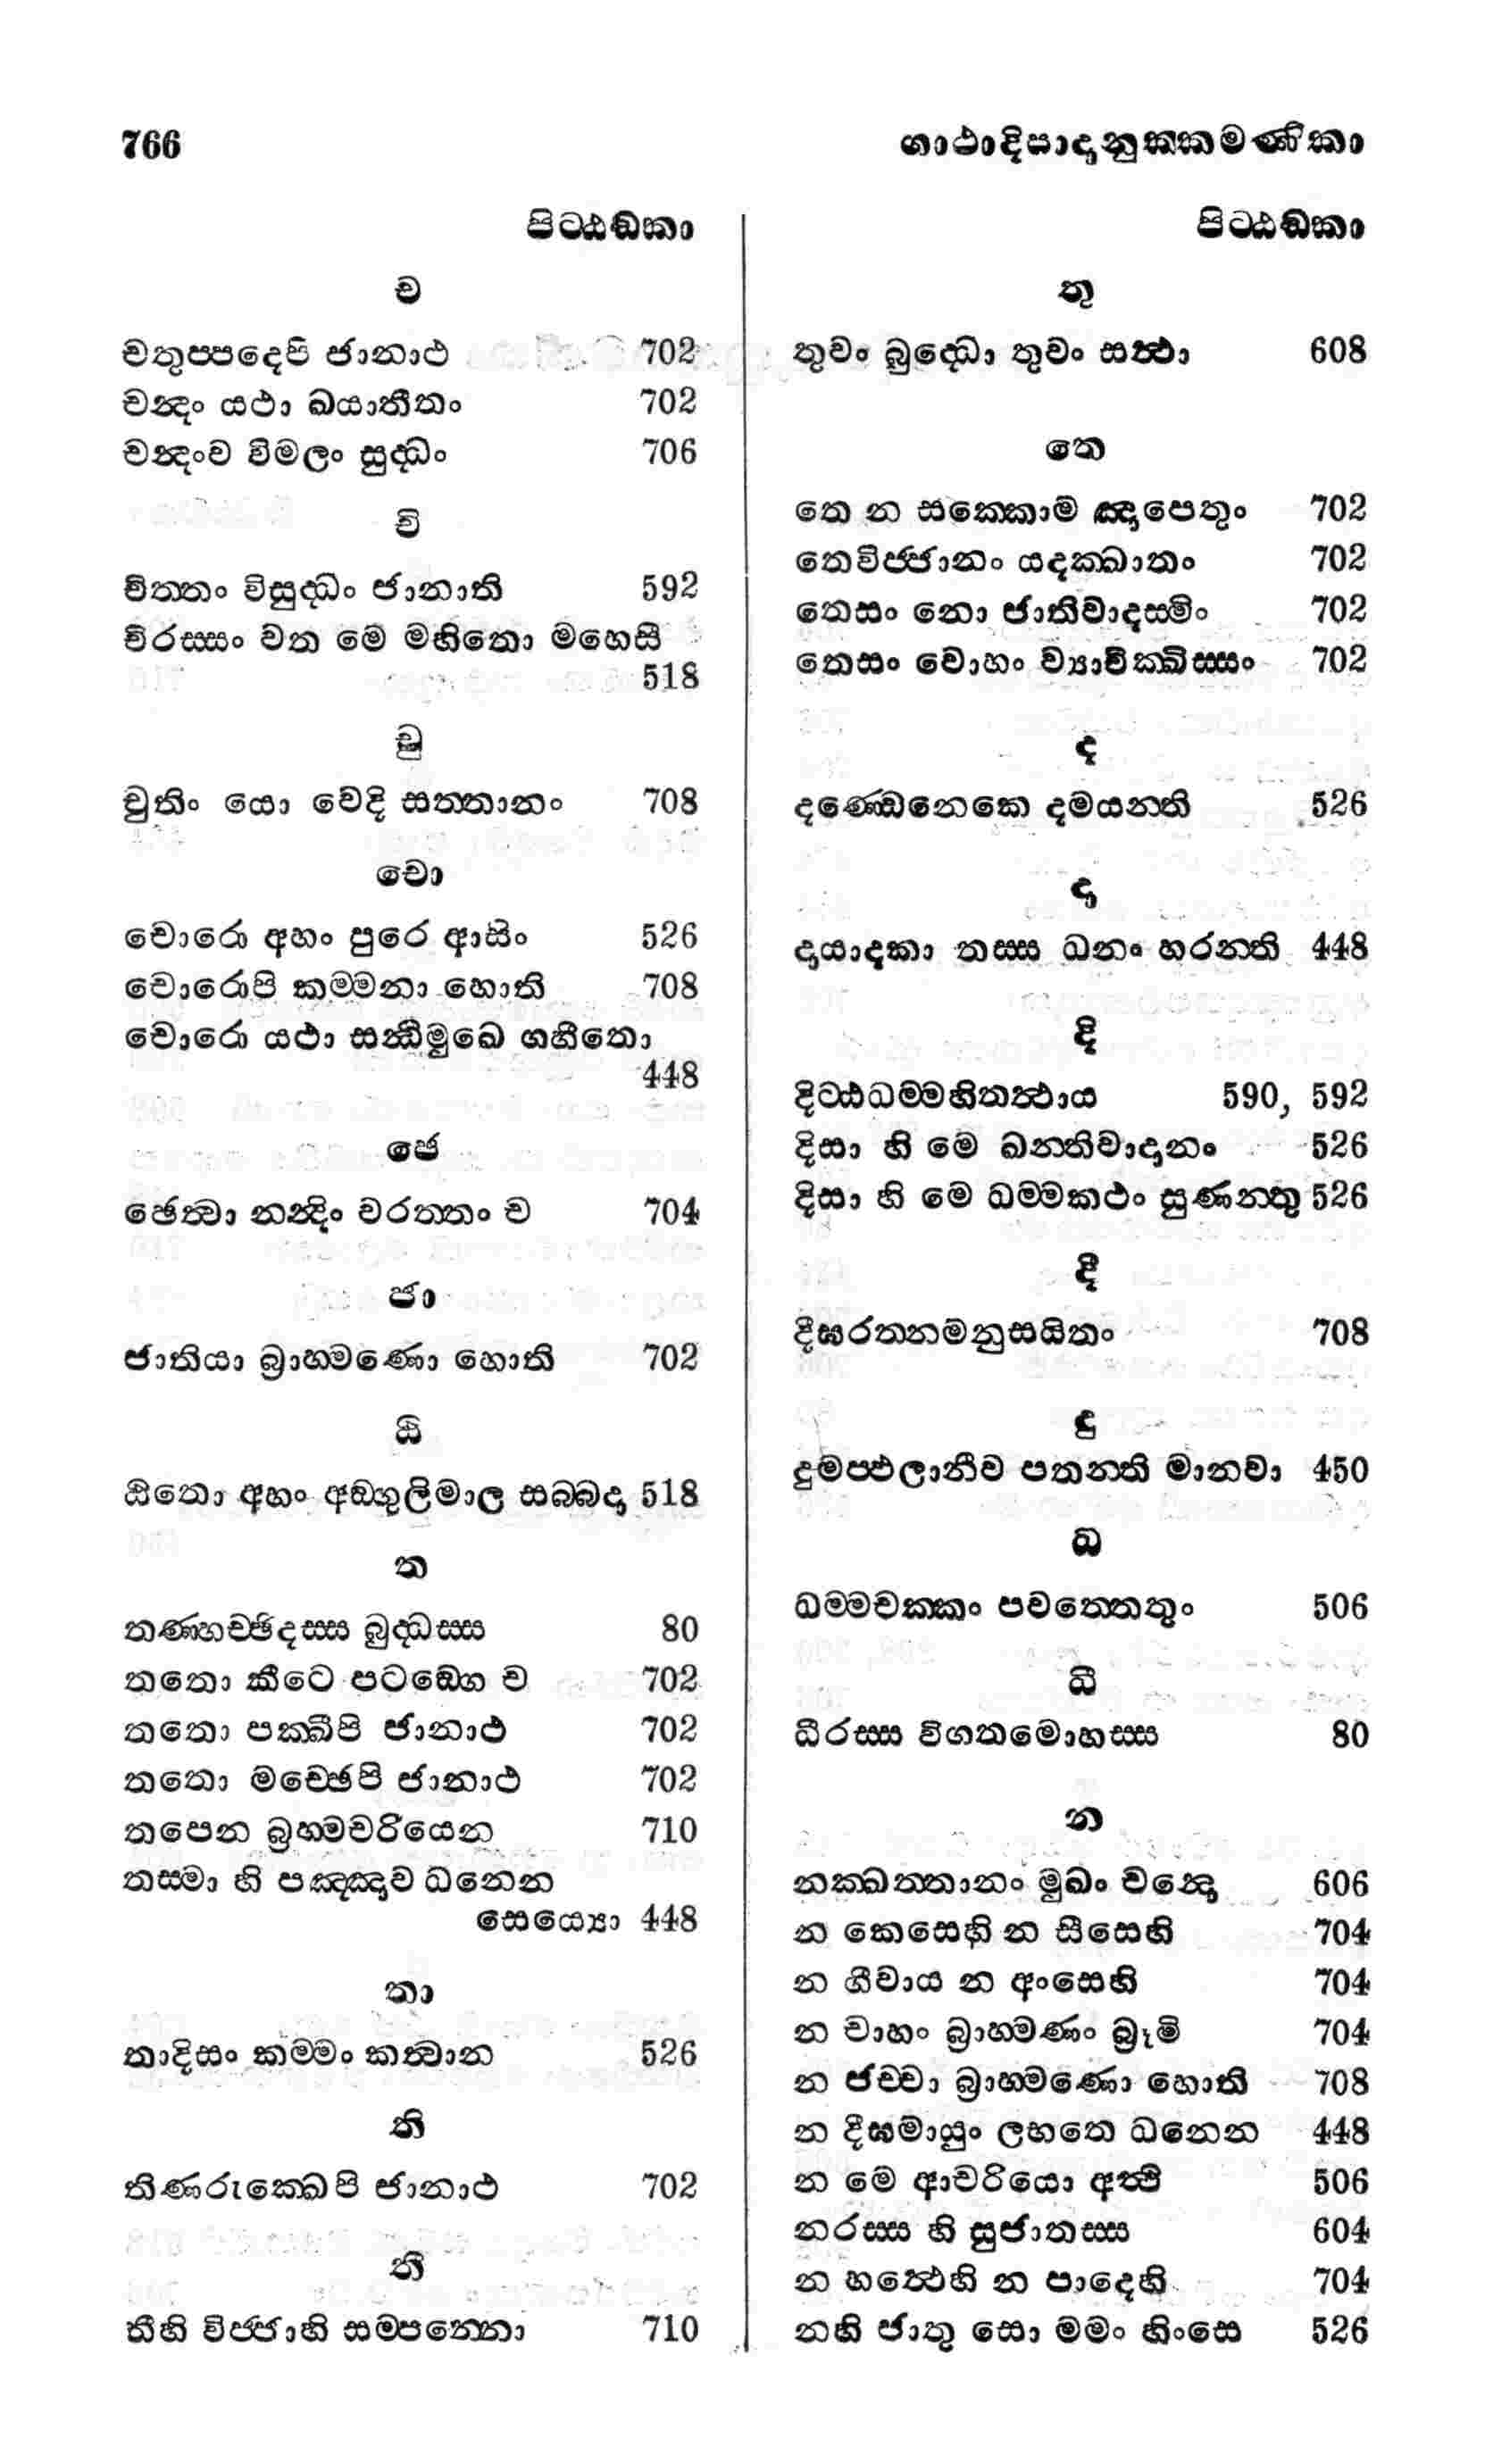 766
ගාථාදිපාදානුක‍්කමණිකා
පිට‍්ඨඞ‍්කා
ච
චතුප‍්පදෙපි ජානාථ 702
චන්‍දං යථා ඛයාතීතං 702
චන්‍දංව විමලං සුද්‍ධං 706
චි
චිත‍්තං විසුද්‍ධං ජානාති 592
චිරස‍්සං වත මෙ මහිතො මහෙසී
518
චු
චුතිං යො වෙදි සත‍්තානං 708
චො
චොරො අහං පුරෙ ආසිං 526
චොරොපි කම‍්මනා හොති 708
චොරො යථා සන්‍ධිමුඛෙ ගහීතො
448
ඡෙ
ඡෙත්‍වා නන්‍දිං වරත‍්තං ච 704
ජා
ජාතියා බ්‍රාහ‍්මණො හොති 702
ඨි
ඨිතො අහං අඞ‍්ගුලිමාල සබ‍්බදා 518
ත
තණ‍්හච‍්ඡිදස‍්ස බුද්‍ධස‍්ස 80
තතො කීටෙ පටඞ‍්ගෙ ච 702
තතො පක‍්ඛීපි ජානාථ 702
තතො මච‍්ඡෙපි ජානාථ 702
තපෙන බ්‍රහ‍්මචරියෙන 710
තස‍්මා හි පඤ‍්ඤාව ධනෙන
සෙය්‍යො 448
තා
තාදිසං කම‍්මං කත්‍වාන 526
ති
තිණරුක‍්ඛෙපි ජානාථ 702
තී
තීහි විජ‍්ජාහි සම‍්පන‍්නො 710
පිට‍්ඨඞ‍්කා
තු
තුවං බුද්‍ධො තුවං සත්‍ථා 608
තෙ
තෙ න සක‍්කොම ඤාපෙතුං 702
තෙවිජ‍්ජානං යදක‍්ඛාතං 702
තෙසං නො ජාතිවාදස‍්මිං 702
තෙසං වොහං ව්‍යාචික‍්ඛිස‍්සං 702
ද
දණ‍්ඩෙනෙකෙ දමයන‍්ති 526
දා
දායාදකා තස‍්ස ධනං හරන‍්ති 448
දි
දිට‍්ඨධම‍්මහිතත්‍ථාය 590, 592
දිසා හි මෙ ඛන‍්තිවාදානං 526
දිසා හි මෙ ධම‍්මකථං සුණන‍්තු 526
දී
දීඝරත‍්තමනුසයිතං 708
දු
දුමප‍්ඵලානීව පතන‍්ති මානවා 450
ධ
ධම‍්මචක‍්කං පවත‍්තෙතුං 506
ධී
ධීරස‍්ස විගතමොහස‍්ස 80
න
නක‍්ඛත‍්තානං මුඛං චන්‍දො 606
න කෙසෙහි න සීසෙහි 704
න ගීවාය න අංසෙහි 704
න චාහං බ්‍රාහ‍්මණං බ්‍රූමි 704
න ජච‍්චා බ්‍රාහ‍්මණො හොති 708
න දීඝමායුං ලභතෙ ධනෙන 448
න මෙ ආචරියො අත්‍ථි 506
නරස‍්ස හි සුජාතස‍්ස 604
න හත්‍ථෙහි න පාදෙහි 704
නහි ජාතු සො මමං හිංසෙ 526